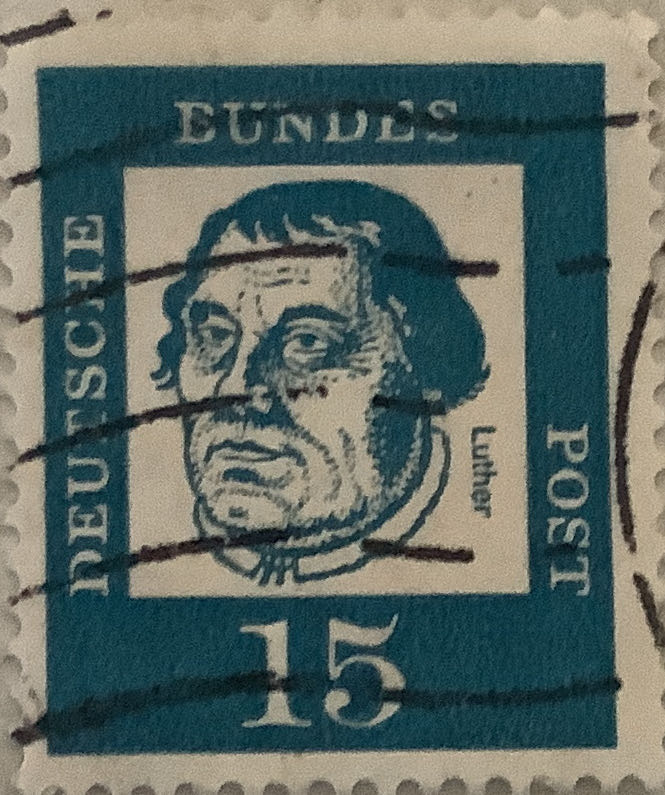 DEUTSCHE
BUNDES
POST
Luther
15